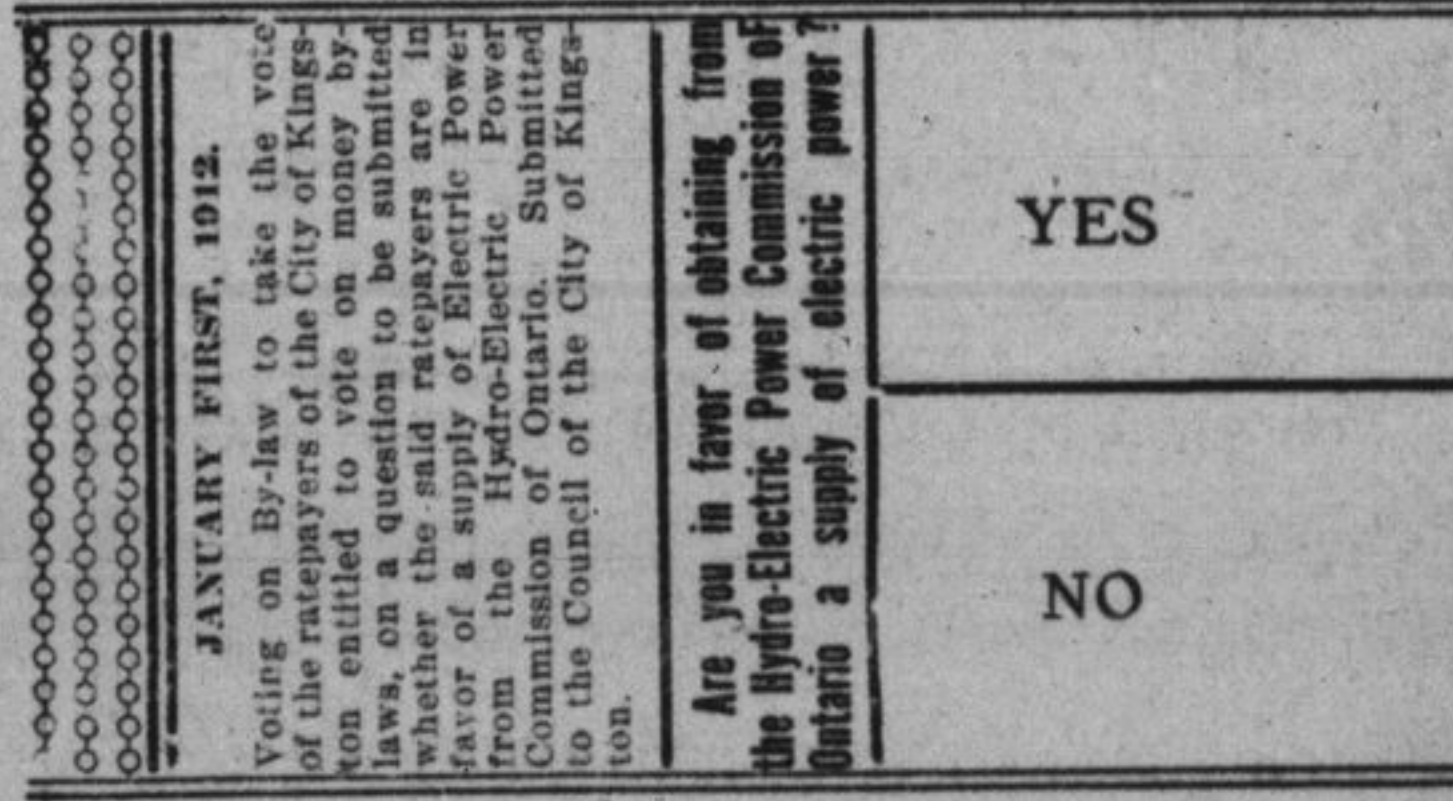 JANUARY FIRST, 1912.
Voting on By-law to take the vote
of the ratepayers of the City of Kings-
ton entitled to vote on money by-
laws, on a question to be submitted
whether the said ratepayers are in
favor of a supply of Electric Power
from the Hydro-Electric Power
Commission of Ontario. Submitted
to the Council of the City of Kings-
ton.
Are you in favor of obtaining from
the Hydro-Electric Power Commission of
Ontario a supply of electric power ?
YES
NO